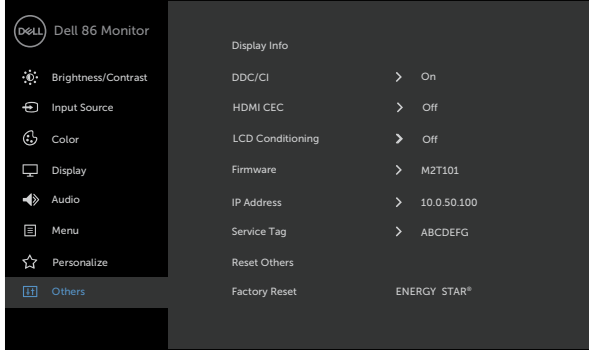 DELL Dell 86 Monitor
Display Info
Brightness/Contrast DDC/CI On
Input Source HDMI CEC Off
Color LCD Conditioning Off
Display Firmware M2T101
Audio IP Address 10.0.50.100
Menu Service Tag ABCDEFG
Personalize Reset Others
Others Factory Reset ENERGY STAR®